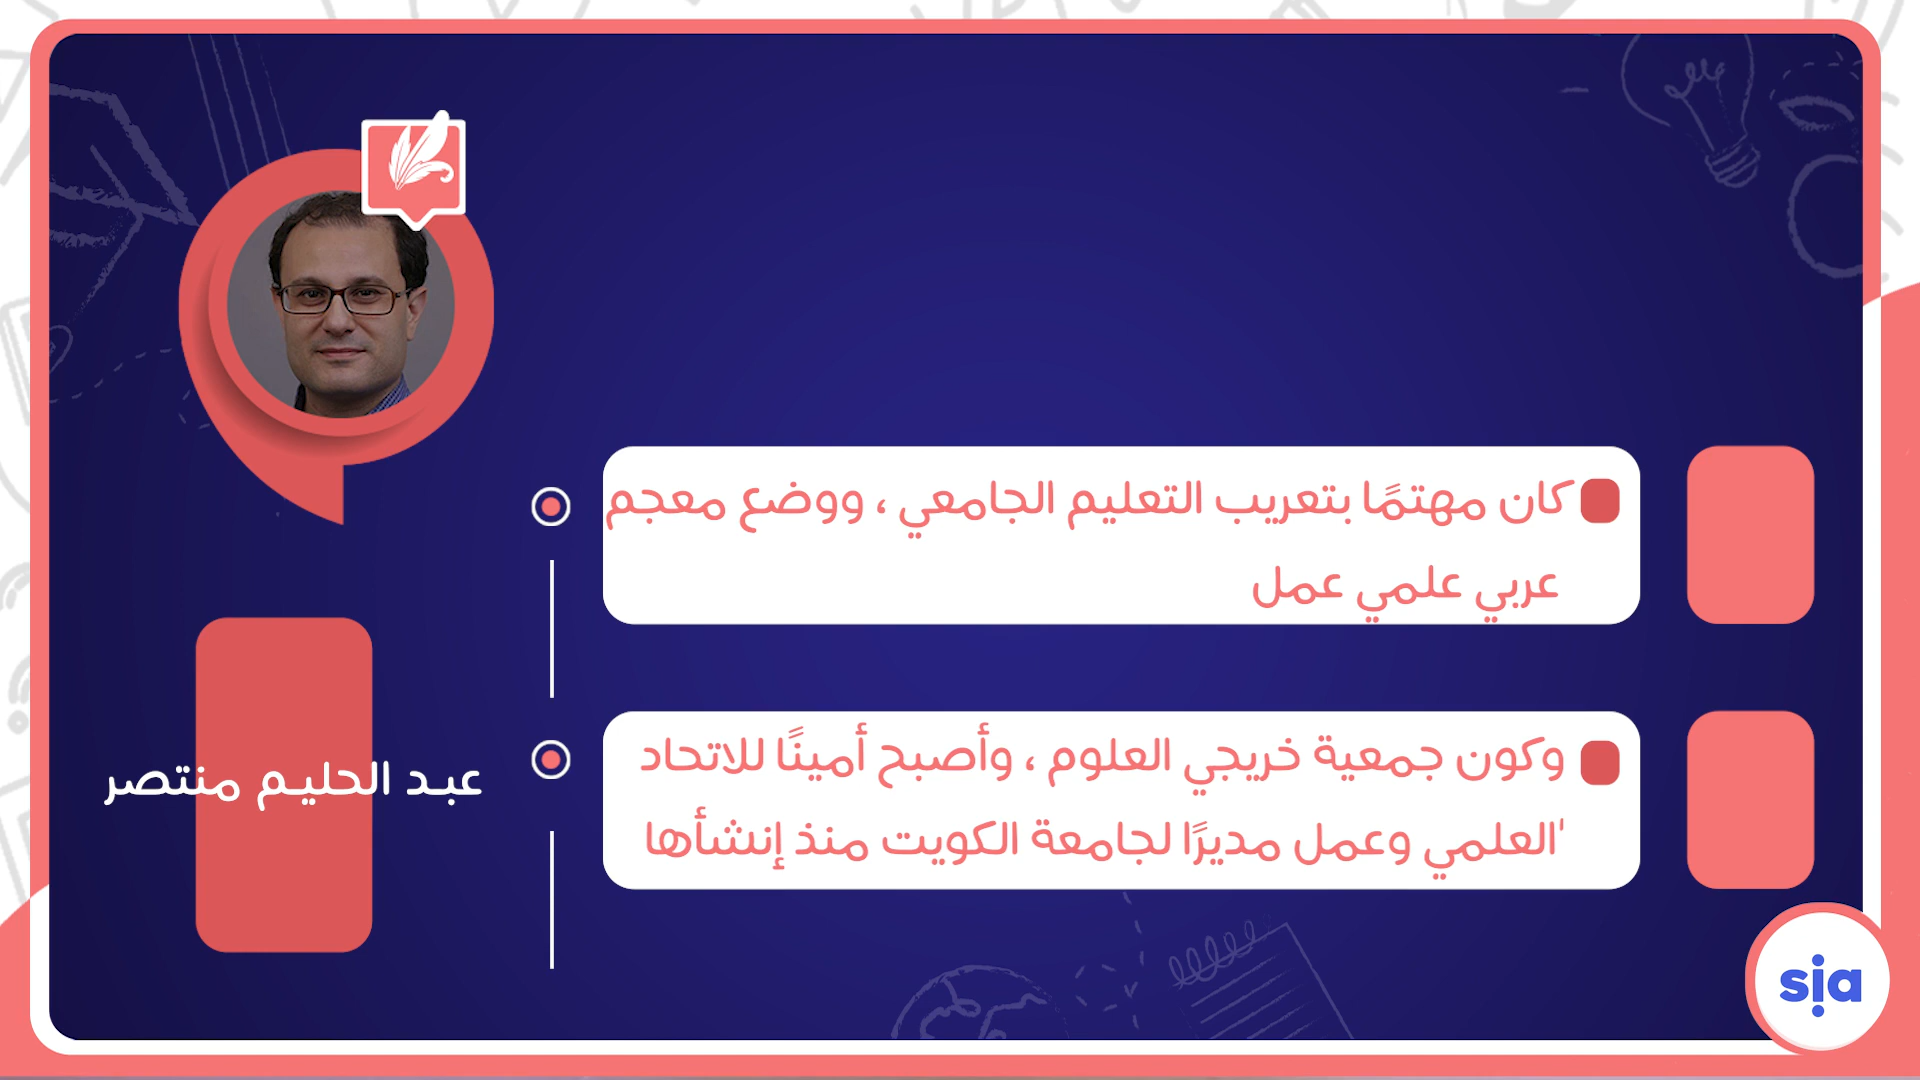 كان مهتمًا بتعريب التعليم الجامعي ، ووضع معجم
عربي علمي عمل
وكون جمعية خريجي العلوم ، وأصبح أمينًا للاتحاد
'العلمي وعمل مديرًا لجامعة الكويت منذ إنشأها
عبد الحليم منتصر
sia